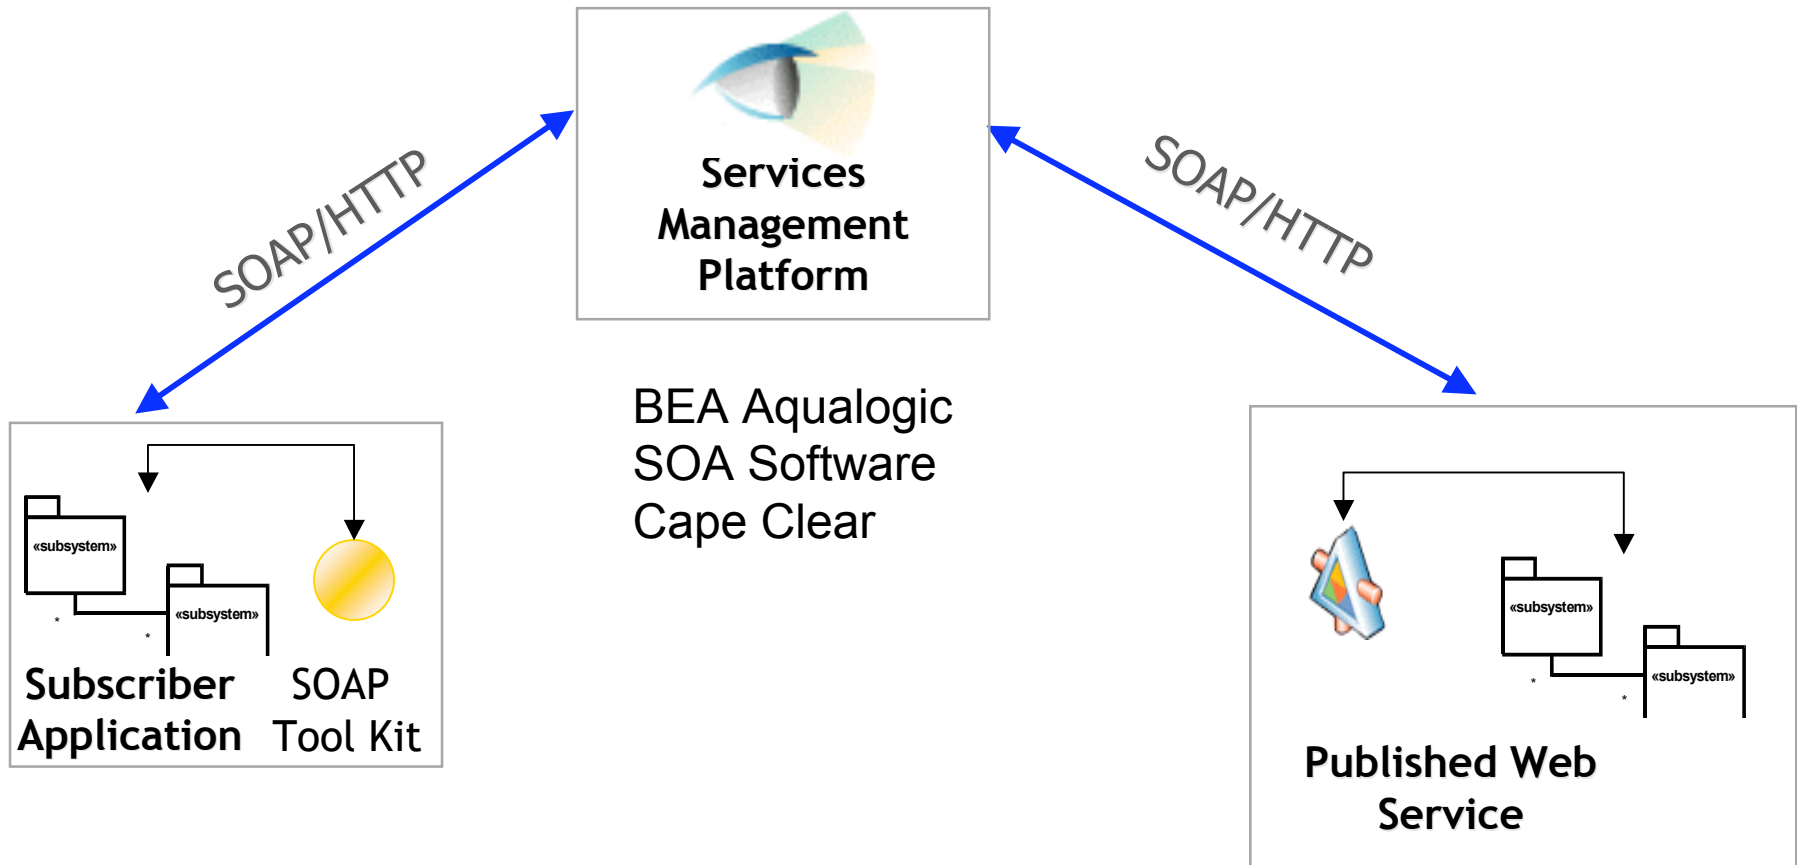 Services
Management
Platform
SOAP/HTTP
SOAP/HTTP
BEA Aqualogic
SOA Software
Cape Clear
«subsystem»
«subsystem»
*
*
Subscriber
Application
SOAP
Tool Kit
«subsystem»
«subsystem»
*
*
Published Web
Service